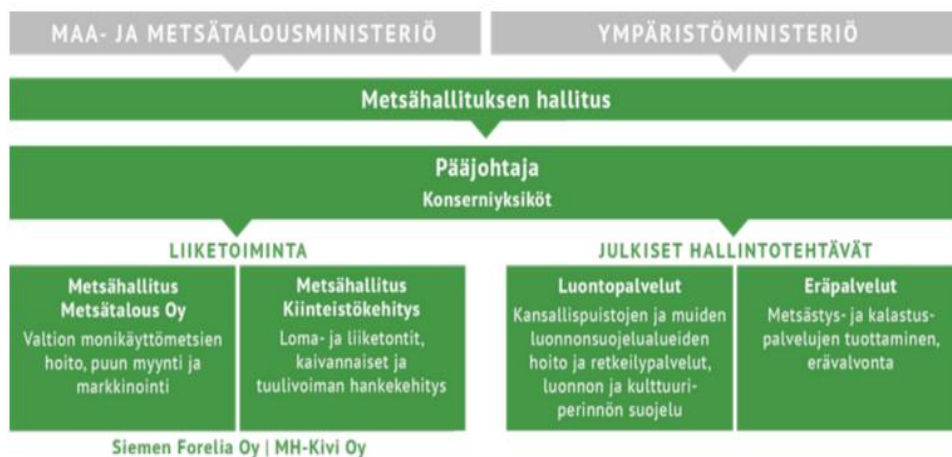 MAA- JA METSÄTALOUSMINISTERIÖ
YMPÄRISTÖMINISTERIÖ
Metsähallituksen hallitus
Pääjohtaja
Konserniyksiköt
LIIKETOIMINTA
JULKISET HALLINTOTEHTÄVÄT
Metsähallitus
Metsätalous Oy
Valtion monikäyttömetsien
hoito, puun myynti ja
markkinointi
Metsähallitus
Kiinteistökehitys
Loma- ja liiketontit,
kaivannaiset ja
tuulivoiman hankekehitys
Luontopalvelut
Kansallispuistojen ja muiden
luonnonsuojelualueiden
hoito ja retkeilypalvelut,
luonnon ja kulttuuri-
perinnön suojelu
Eräpalvelut
Metsästys- ja kalastus-
palvelujen tuottaminen,
erävalvonta
Siemen Forelia Oy | MH-Kivi Oy